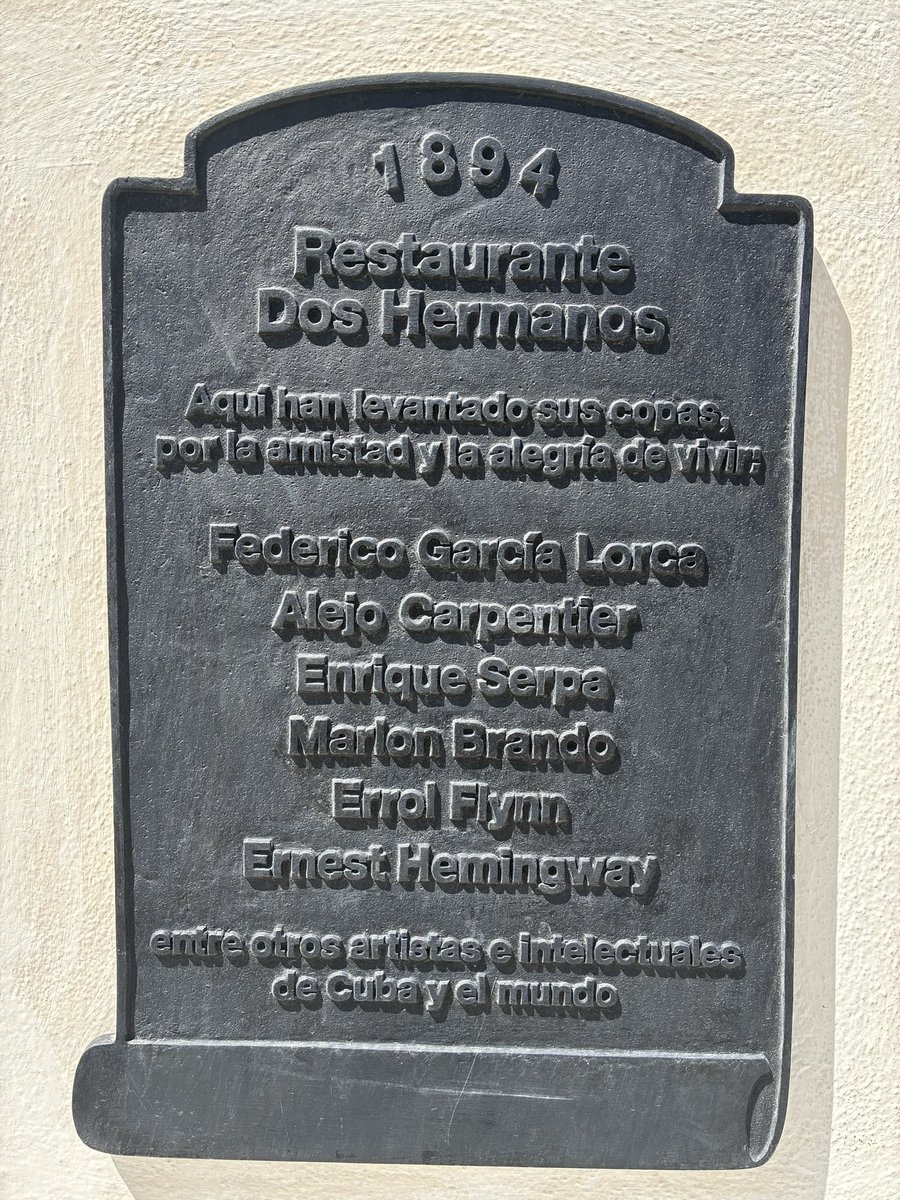 1894
Restaurante
Dos Hermanos
Aquí han levantado sus copas,
por la amistad y la alegría de vivir:
Federico García Lorca
Alejo Carpentier
Enrique Serpa
Marlon Brando
Errol Flynn
Ernest Hemingway
entre otros artistas e intelectuales
de Cuba y el mundo